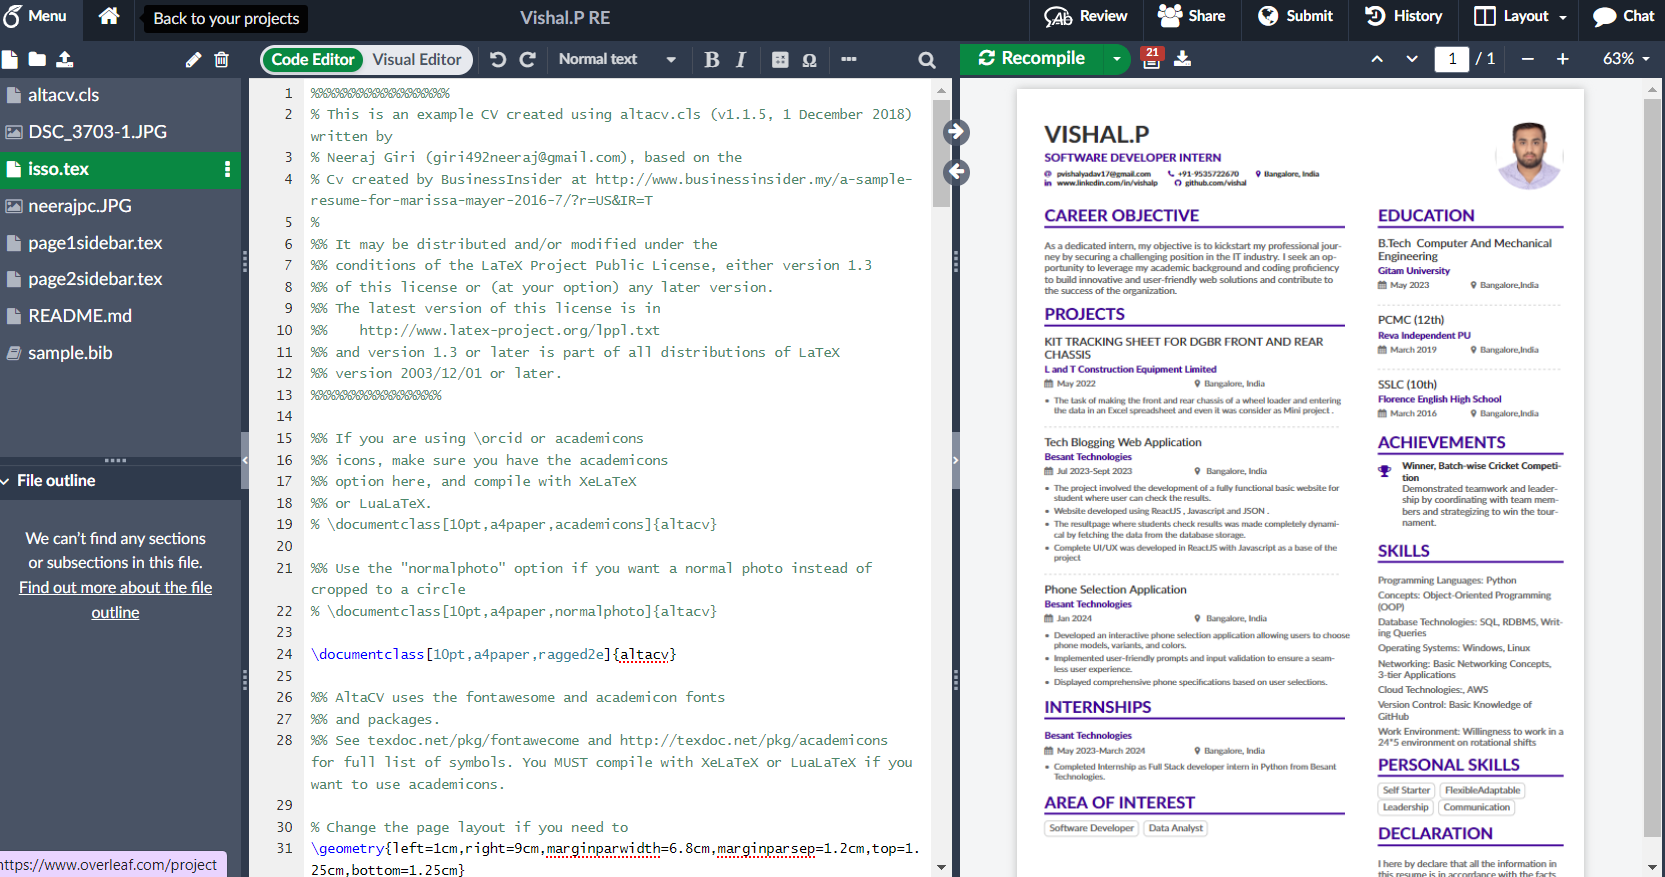 Menu
Back to your projects
Vishal.P RE
Review
Share
Submit
History
Layout
Chat
Code Editor
Visual Editor
Normal text
B I
Ω
Recompile
21
1 / 1
63%
altacv.cls
DSC_3703-1.JPG
isso.tex
neerajpc.JPG
page1sidebar.tex
page2sidebar.tex
README.md
sample.bib
File outline
We can't find any sections
or subsections in this file.
Find out more about the file
outline
https://www.overleaf.com/project
1 %%%%%%%%%%%%%%%%%
2 % This is an example CV created using altacv.cls (v1.1.5, 1 December 2018)
written by
3 % Neeraj Giri (giri492neeraj@gmail.com), based on the
4 % Cv created by BusinessInsider at http://www.businessinsider.my/a-sample-
resume-for-marissa-mayer-2016-7/?r=US&IR=T
5 %
6 %% It may be distributed and/or modified under the
7 %% conditions of the LaTeX Project Public License, either version 1.3
8 %% of this license or (at your option) any later version.
9 %% The latest version of this license is in
10 %%    http://www.latex-project.org/lppl.txt
11 %% and version 1.3 or later is part of all distributions of LaTeX
12 %% version 2003/12/01 or later.
13 %%%%%%%%%%%%%%%%
14
15 %% If you are using \orcid or academicons
16 %% icons, make sure you have the academicons
17 %% option here, and compile with XeLaTeX
18 %% or LuaLaTeX.
19 % \documentclass[10pt,a4paper,academicons]{altacv}
20
21 %% Use the "normalphoto" option if you want a normal photo instead of
cropped to a circle
22 % \documentclass[10pt,a4paper,normalphoto]{altacv}
23
24 \documentclass[10pt,a4paper,ragged2e]{altacv}
25
26 %% AltaCV uses the fontawesome and academicon fonts
27 %% and packages.
28 %% See texdoc.net/pkg/fontawecome and http://texdoc.net/pkg/academicons
for full list of symbols. You MUST compile with XeLaTeX or LuaLaTeX if you
want to use academicons.
29
30 % Change the page layout if you need to
31 \geometry{left=1cm,right=9cm,marginparwidth=6.8cm,marginparsep=1.2cm,top=1.
25cm,bottom=1.25cm}
VISHAL.P
SOFTWARE DEVELOPER INTERN
pvishalyadav17@gmail.com +91-9535722670 Bangalore, India
www.linkedin.com/in/vishalp github.com/vishal
CAREER OBJECTIVE
As a dedicated intern, my objective is to kickstart my professional jour-
ney by securing a challenging position in the IT industry. I seek an op-
portunity to leverage my academic background and coding proficiency
to build innovative and user-friendly web solutions and contribute to
the success of the organization.
PROJECTS
KIT TRACKING SHEET FOR DGBR FRONT AND REAR
CHASSIS
L and T Construction Equipment Limited
May 2022 Bangalore, India
• The task of making the front and rear chassis of a wheel loader and entering
the data in an Excel spreadsheet and even it was consider as Mini project .
Tech Blogging Web Application
Besant Technologies
Jul 2023-Sept 2023 Bangalore, India
• The project involved the development of a fully functional basic website for
student where user can check the results.
• Website developed using ReactJS , Javascript and JSON .
• The resultpage where students check results was made completely dynami-
cal by fetching the data from the database storage.
• Complete UI/UX was developed in ReactJS with Javascript as a base of the
project
Phone Selection Application
Besant Technologies
Jan 2024 Bangalore, India
• Developed an interactive phone selection application allowing users to choose
phone models, variants, and colors.
• Implemented user-friendly prompts and input validation to ensure a seam-
less user experience.
• Displayed comprehensive phone specifications based on user selections.
INTERNSHIPS
Besant Technologies
May 2023-March 2024 Bangalore, India
• Completed Internship as Full Stack developer intern in Python from Besant
Technologies.
AREA OF INTEREST
Software Developer Data Analyst
EDUCATION
B.Tech Computer And Mechanical
Engineering
Gitam University
May 2023 Bangalore,India
PCMC (12th)
Reva Independent PU
March 2019 Bangalore,India
SSLC (10th)
Florence English High School
March 2016 Bangalore,India
ACHIEVEMENTS
Winner, Batch-wise Cricket Competi-
tion
Demonstrated teamwork and leader-
ship by coordinating with team mem-
bers and strategizing to win the tour-
nament.
SKILLS
Programming Languages: Python
Concepts: Object-Oriented Programming
(OOP)
Database Technologies: SQL, RDBMS, Writ-
ing Queries
Operating Systems: Windows, Linux
Networking: Basic Networking Concepts,
3-tier Applications
Cloud Technologies:, AWS
Version Control: Basic Knowledge of
GitHub
Work Environment: Willingness to work in a
24*5 environment on rotational shifts
PERSONAL SKILLS
Self Starter FlexibleAdaptable
Leadership Communication
DECLARATION
I here by declare that all the information in
this resume is in accordance with the facts